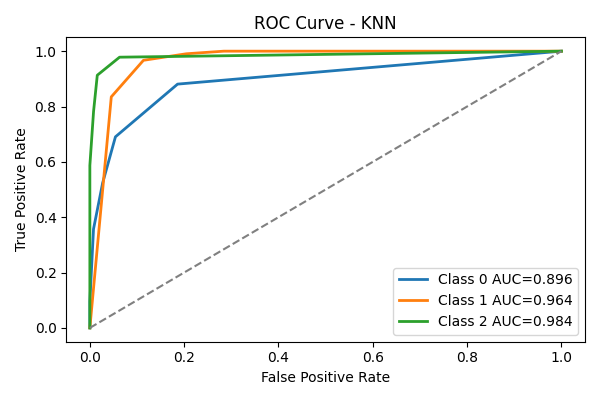 ROC Curve - KNN
True Positive Rate
1.0
0.8
0.6
0.4
0.2
0.0
Class 0 AUC=0.896
Class 1 AUC=0.964
Class 2 AUC=0.984
0.0 0.2 0.4 0.6 0.8 1.0
False Positive Rate